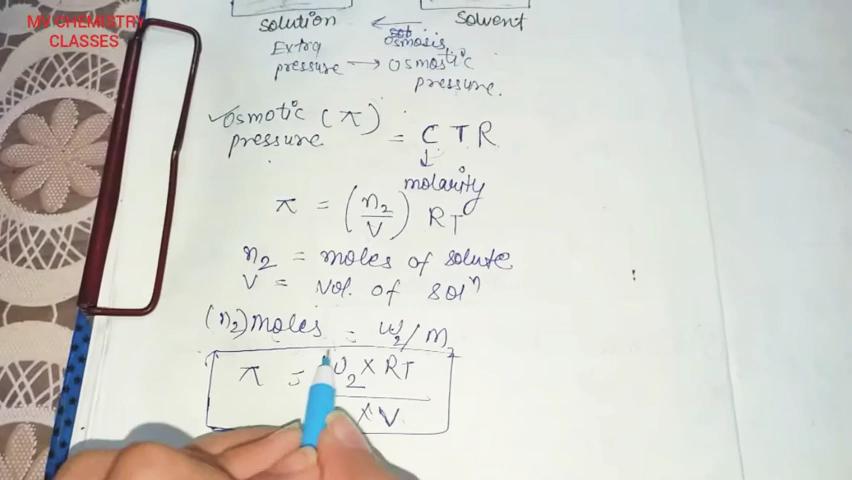 MV CHEMISTRY
CLASSES
solution ← solvent
osmosis
Extra
pressure → osmostic
pressure.
✓osmotic (π)
pressure = C T R
↓
molarity
π = (n₂/V) RT
n₂ = moles of solute
V = Vol. of solⁿ
(n₂) moles = w₂/m
π = w₂ × RT
× V